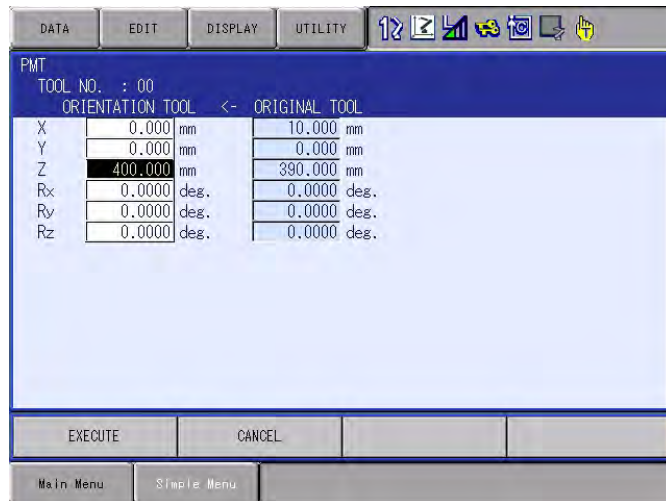 DATA EDIT DISPLAY UTILITY
PMT
TOOL NO. : 00
ORIENTATION TOOL <- ORIGINAL TOOL
X 0.000 mm 10.000 mm
Y 0.000 mm 0.000 mm
Z 400.000 mm 390.000 mm
Rx 0.0000 deg. 0.0000 deg.
Ry 0.0000 deg. 0.0000 deg.
Rz 0.0000 deg. 0.0000 deg.
EXECUTE CANCEL
Main Menu Simple Menu